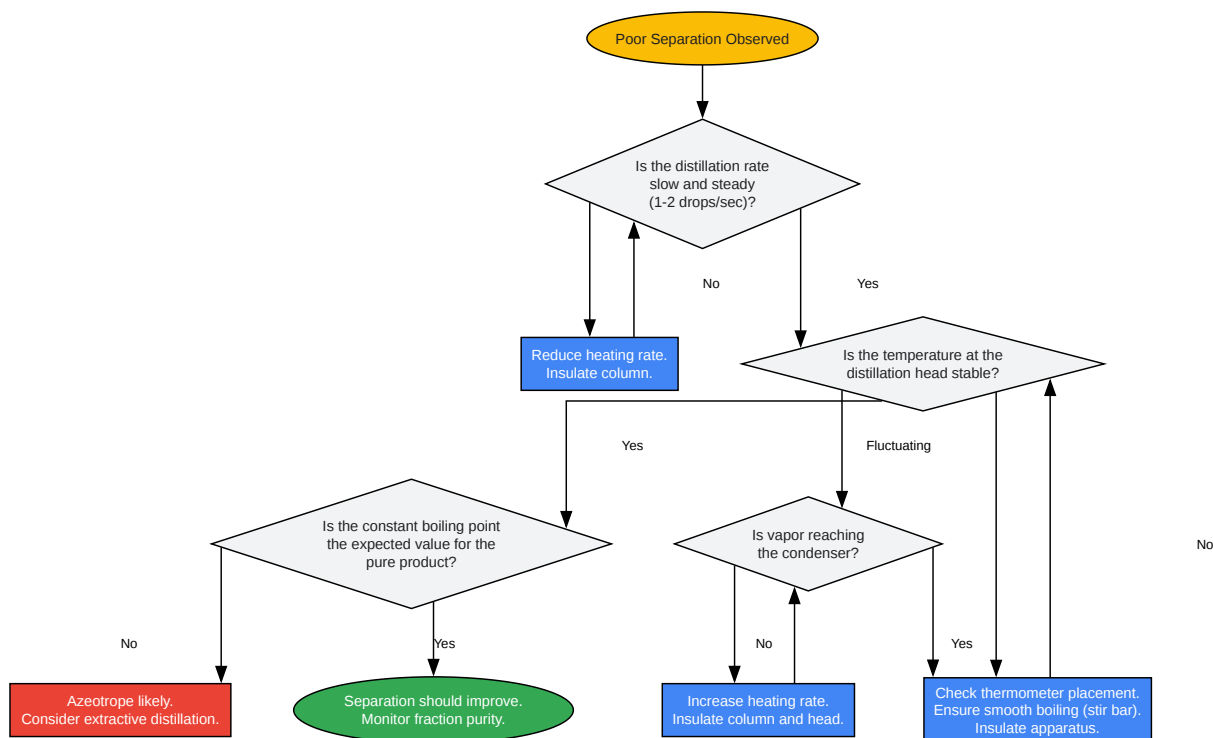 Poor Separation Observed
Is the distillation rate
slow and steady
(1-2 drops/sec)?
No
Yes
Reduce heating rate.
Insulate column.
Is the temperature at the
distillation head stable?
Yes
Fluctuating
Is the constant boiling point
the expected value for the
pure product?
Is vapor reaching
the condenser?
No
No
Yes
No
Yes
Azeotrope likely.
Consider extractive distillation.
Separation should improve.
Monitor fraction purity.
Increase heating rate.
Insulate column and head.
Check thermometer placement.
Ensure smooth boiling (stir bar).
Insulate apparatus.